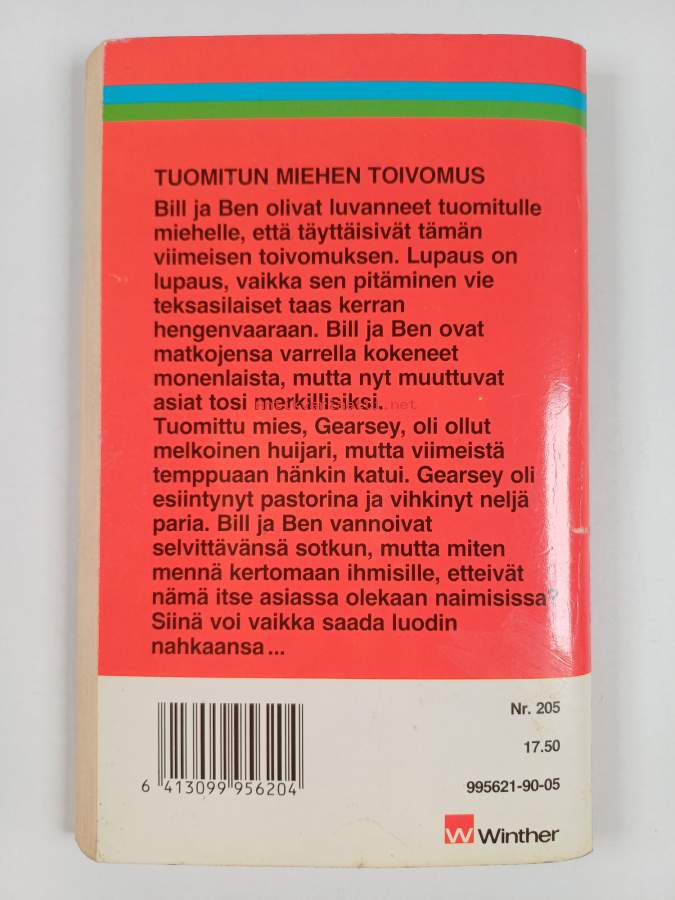 TUOMITUN MIEHEN TOIVOMUS
Bill ja Ben olivat luvanneet tuomitulle
miehelle, että täyttäisivät tämän
viimeisen toivomuksen. Lupaus on
lupaus, vaikka sen pitäminen vie
teksasilaiset taas kerran
hengenvaaraan. Bill ja Ben ovat
matkojensa varrella kokeneet
monenlaista, mutta nyt muuttuvat
asiat tosi merkillisiksi.
Tuomittu mies, Gearsey, oli ollut
melkoinen huijari, mutta viimeistä
temppuaan hänkin katui. Gearsey oli
esiintynyt pastorina ja vihkinyt neljä
paria. Bill ja Ben vannoivat
selvittävänsä sotkun, mutta miten
mennä kertomaan ihmisille, etteivät
nämä itse asiassa olekaan naimisissa?
Siinä voi vaikka saada luodin
nahkaansa...
Nr. 205
17.50
6 413099 956204
995621-90-05
W Winther